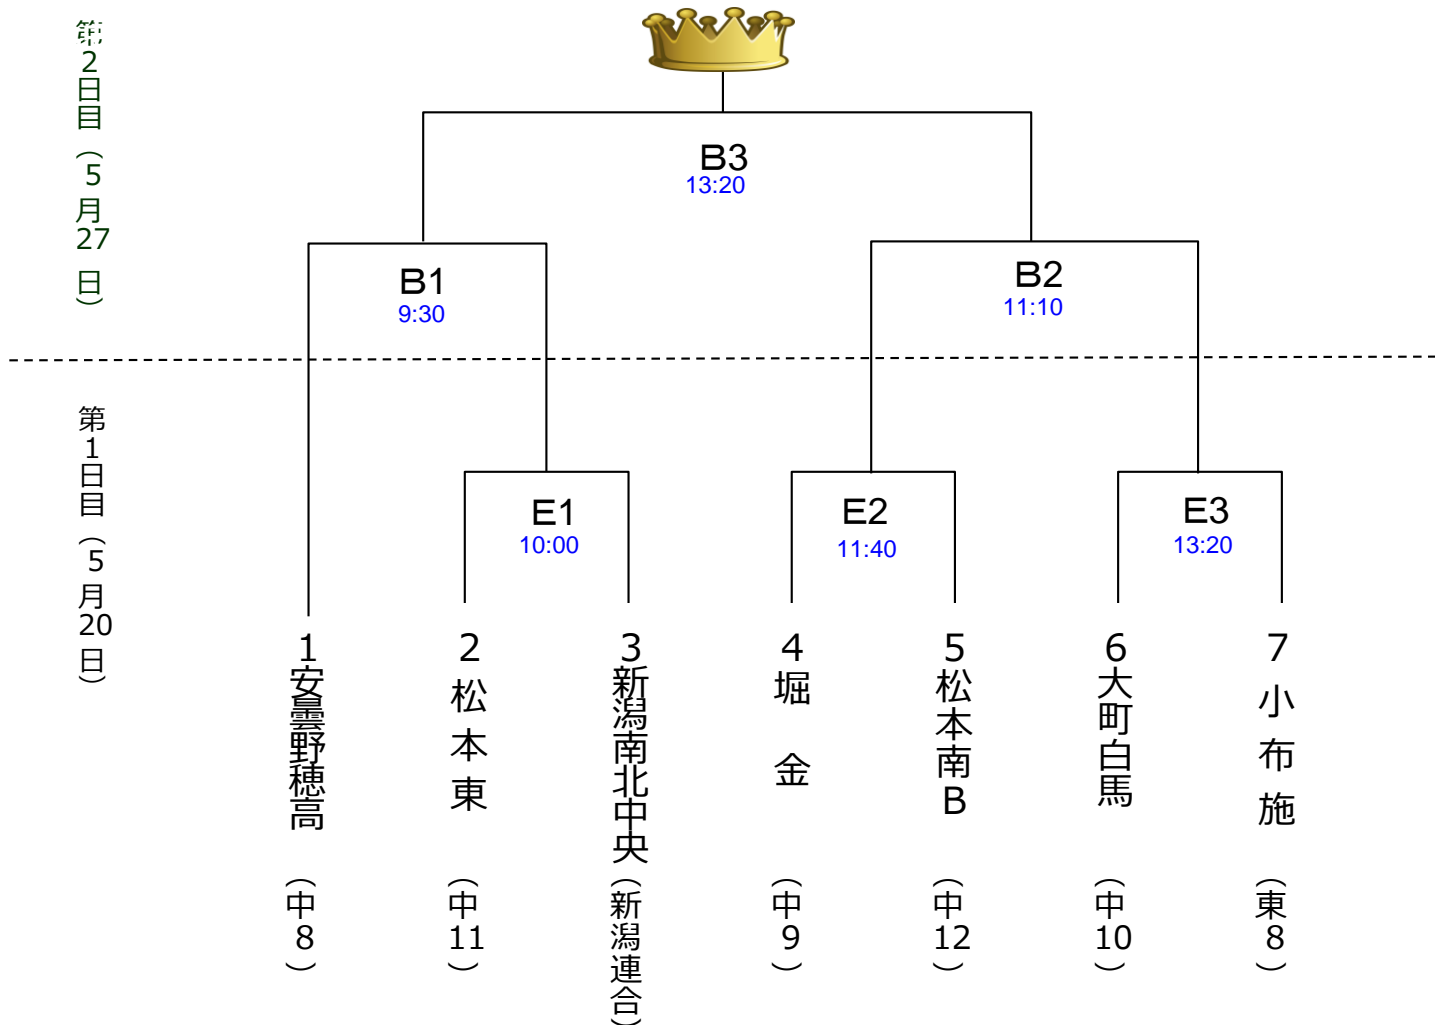 第2日目（5月27日）
B3
13:20
B1
9:30
B2
11:10
第1日目（5月20日）
E1
10:00
E2
11:40
E3
13:20
1 安曇野穂高 （中8）
2 松本東 （中11）
3 新潟南北中央（新潟連合）
4 堀 金 （中9）
5 松本南B （中12）
6 大町白馬 （中10）
7 小布施 （東8）